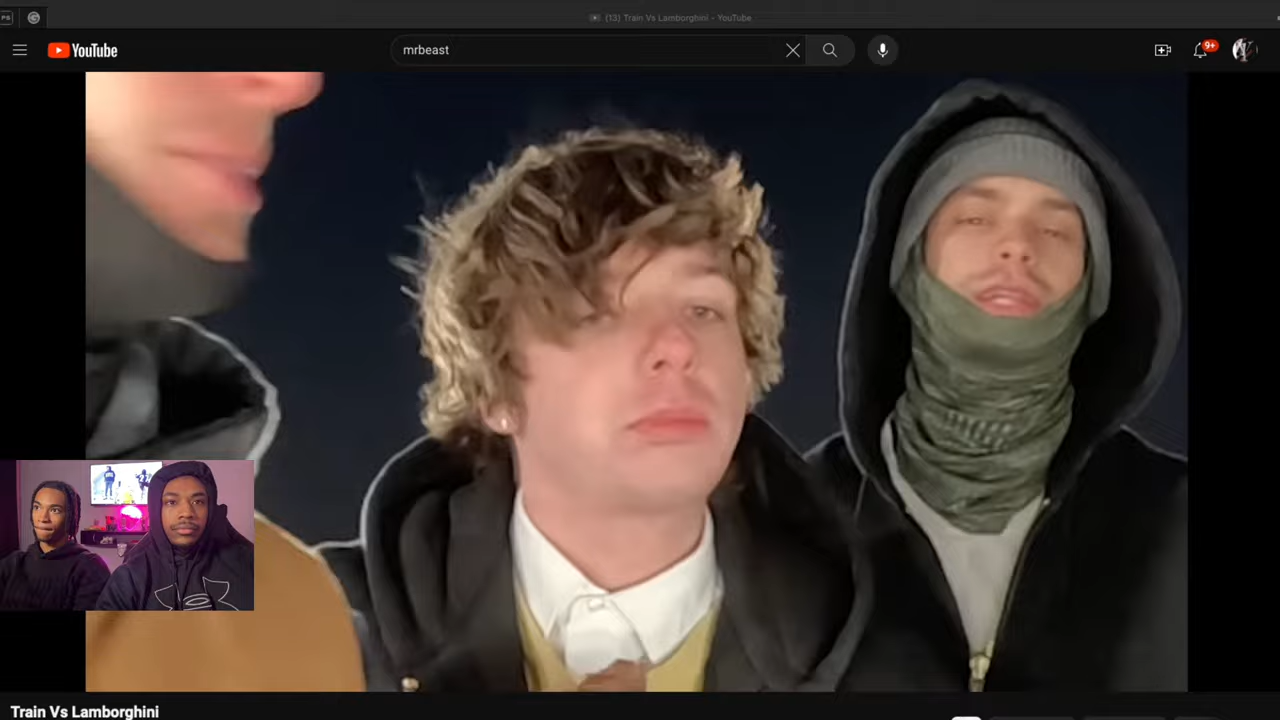 (13) Train Vs Lamborghini - YouTube
YouTube
mrbeast
9+
Train Vs Lamborghini